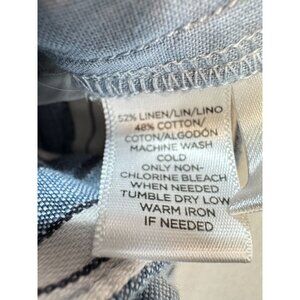 52% LINEN/LIN/LINO
48% COTTON/
COTON/ALGODÓN
MACHINE WASH
COLD
ONLY NON-
CHLORINE BLEACH
WHEN NEEDED
TUMBLE DRY LOW
WARM IRON
IF NEEDED